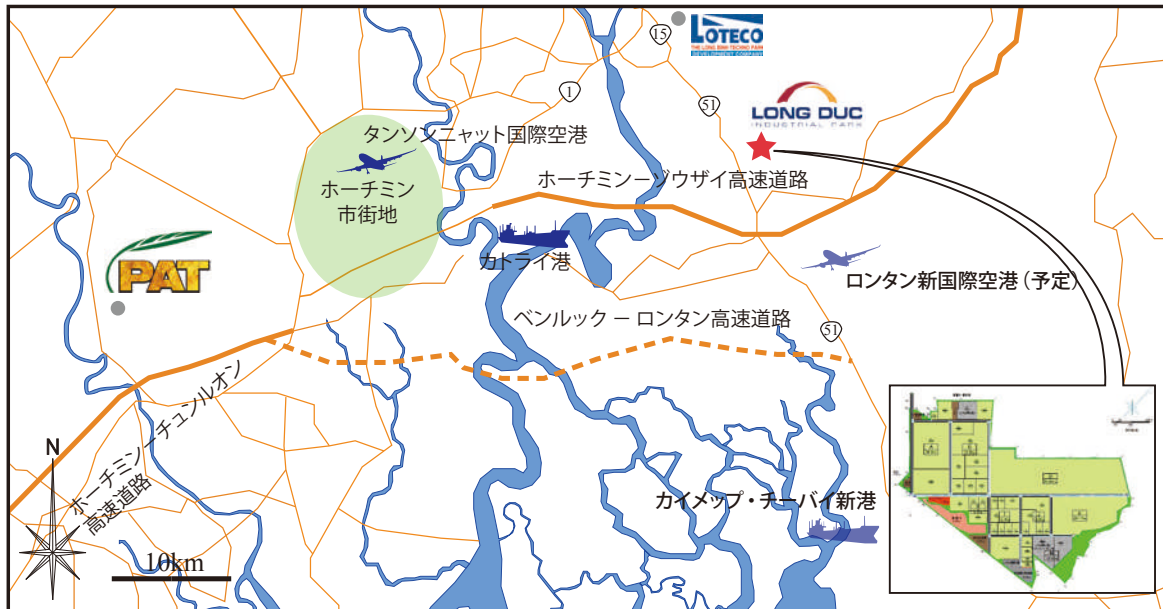 15
LOTECO
THE LONG BINH TECHNO PARK
DEVELOPMENT COMPANY
1
51
LONG DUC
INDUSTRIAL PARK
タンソンニャット国際空港
ホーチミンーゾウザイ高速道路
ホーチミン
市街地
PAT
カトライ港
ロンタン新国際空港（予定）
ベンルック － ロンタン高速道路
51
ホーチミンーチュンルオン
高速道路
N
カイメップ・チーバイ新港
10km